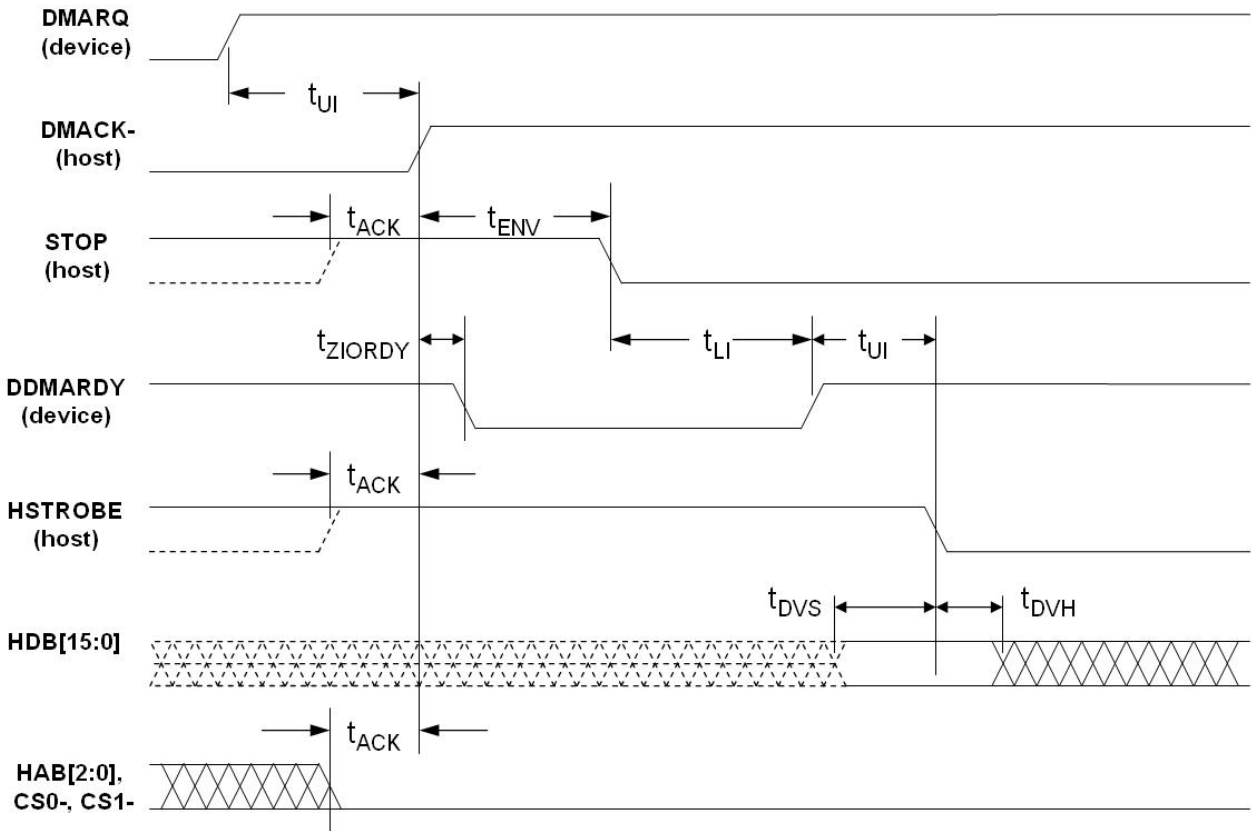 DMARQ
(device)
tUI
DMACK-
(host)
tACK
tENV
STOP
(host)
tZIORDY
tLI
tUI
DDMARDY
(device)
tACK
HSTROBE
(host)
tDVS
tDVH
HDB[15:0]
tACK
HAB[2:0],
CS0-, CS1-